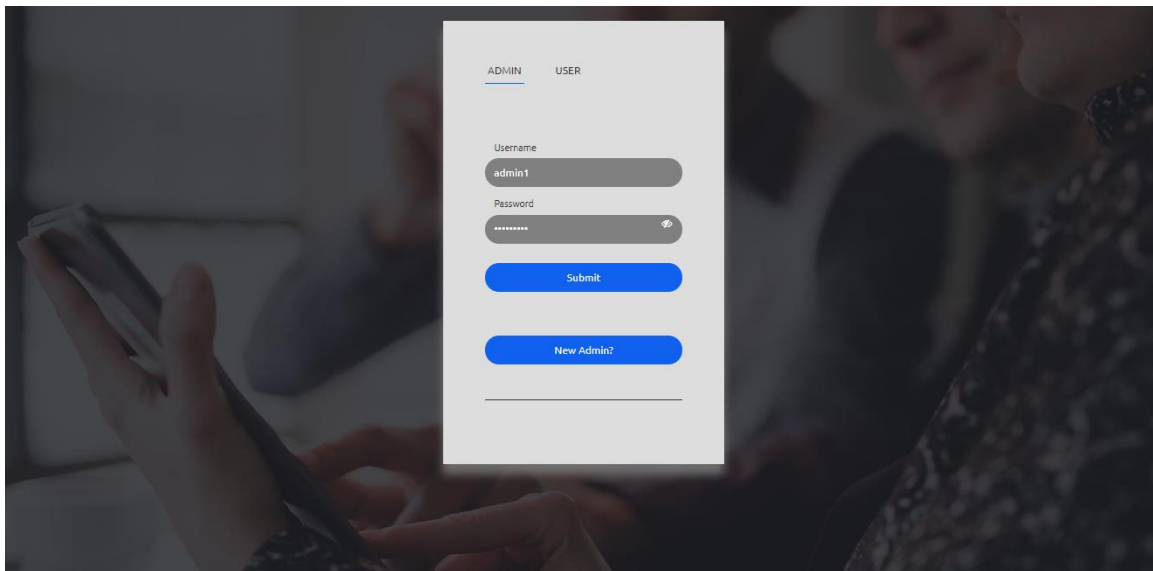 ADMIN USER
Username
admin1
Password
•••••••••
Submit
New Admin?